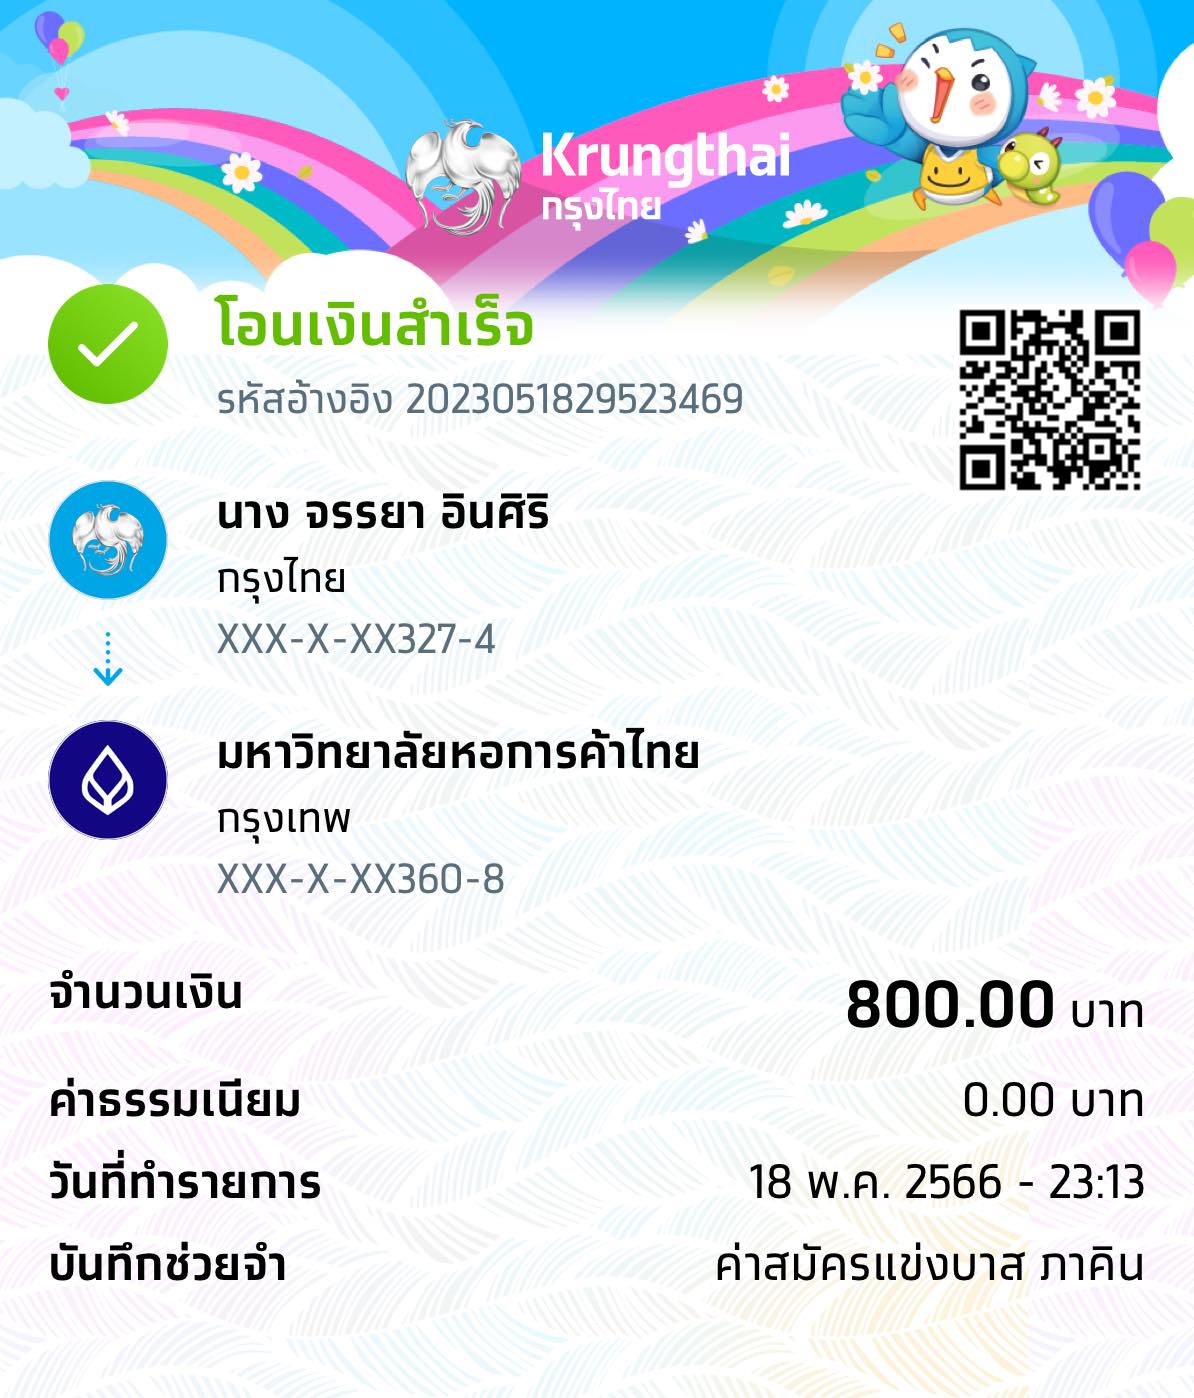 Krungthai
กรุงไทย
โอนเงินสำเร็จ
รหัสอ้างอิง 2023051829523469
นาง จรรยา อินศิริ
กรุงไทย
XXX-X-XX327-4
มหาวิทยาลัยหอการค้าไทย
กรุงเทพ
XXX-X-XX360-8
จำนวนเงิน 800.00 บาท
ค่าธรรมเนียม 0.00 บาท
วันที่ทำรายการ 18 พ.ค. 2566 - 23:13
บันทึกช่วยจำ ค่าสมัครแข่งบาส ภาคิน